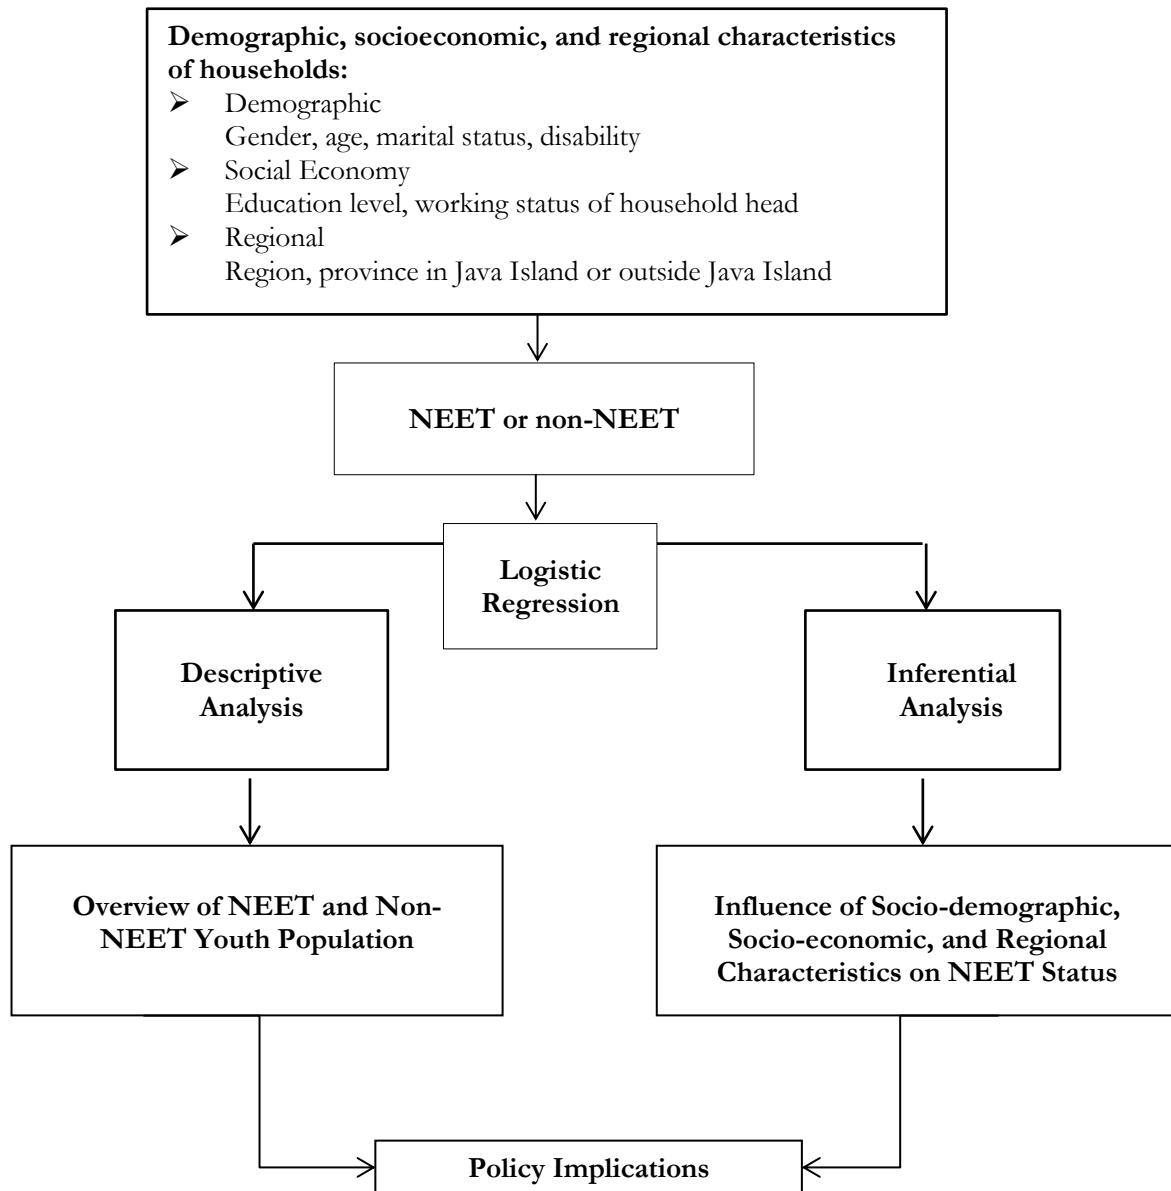 Demographic, socioeconomic, and regional characteristics
of households:
➢ Demographic
Gender, age, marital status, disability
➢ Social Economy
Education level, working status of household head
➢ Regional
Region, province in Java Island or outside Java Island
NEET or non-NEET
Logistic
Regression
Descriptive
Analysis
Inferential
Analysis
Overview of NEET and Non-
NEET Youth Population
Influence of Socio-demographic,
Socio-economic, and Regional
Characteristics on NEET Status
Policy Implications